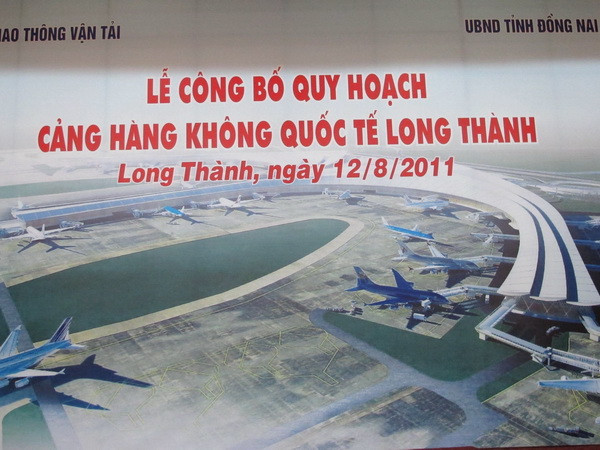 IAO THÔNG VẬN TẢI
UBND TỈNH ĐỒNG NAI
LỄ CÔNG BỐ QUY HOẠCH
CẢNG HÀNG KHÔNG QUỐC TẾ LONG THÀNH
Long Thành, ngày 12/8/2011